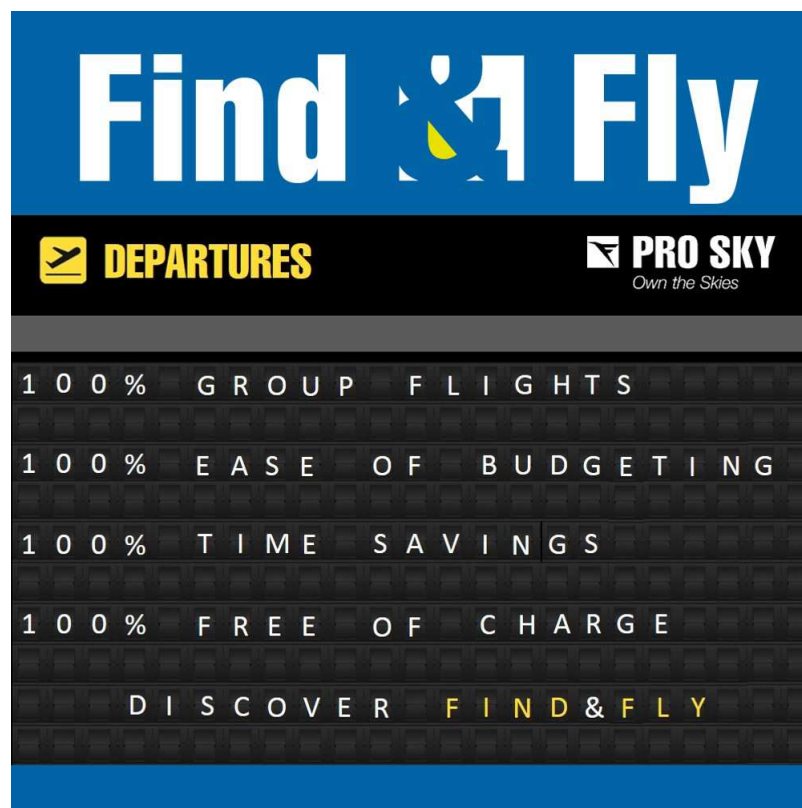 Find & Fly
DEPARTURES
PRO SKY
Own the Skies
100% GROUP FLIGHTS
100% EASE OF BUDGETING
100% TIME SAVINGS
100% FREE OF CHARGE
DISCOVER FIND&FLY